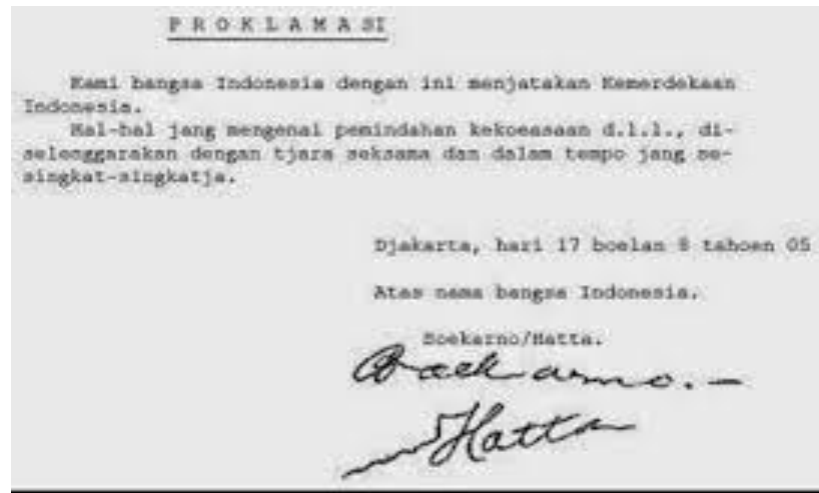 P R O K L A M A S I
Kami bangsa Indonesia dengan ini menjatakan Kemerdekaan
Indonesia.
Hal-hal jang mengenai pemindahan kekoeasaan d.l.l., di-
selenggarakan dengan tjara seksama dan dalam tempo jang se-
singkat-singkatja.
Djakarta, hari 17 boelan 8 tahoen 05
Atas nama bangsa Indonesia.
Soekarno/Hatta.
Soekarno.-
Hatta